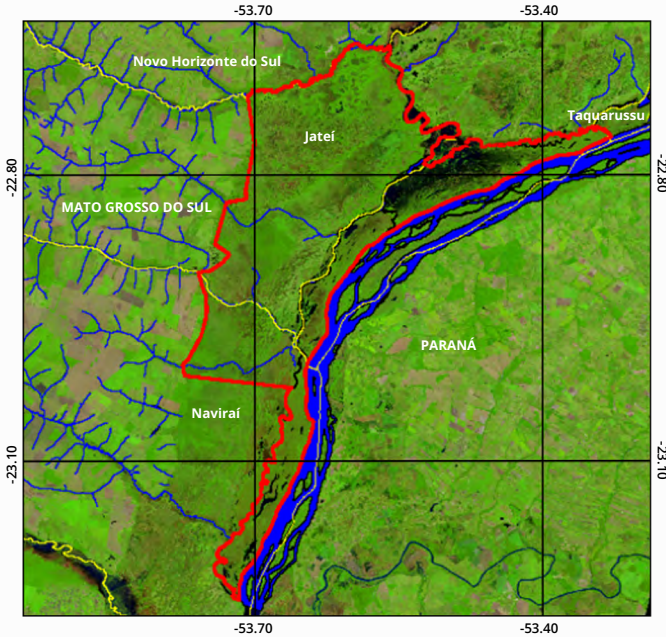 -53.70 -53.40
Novo Horizonte do Sul
Taquarussu
Jateí
-22.80 -22.80
MATO GROSSO DO SUL
PARANÁ
Naviraí
-23.10 -23.10
-53.70 -53.40